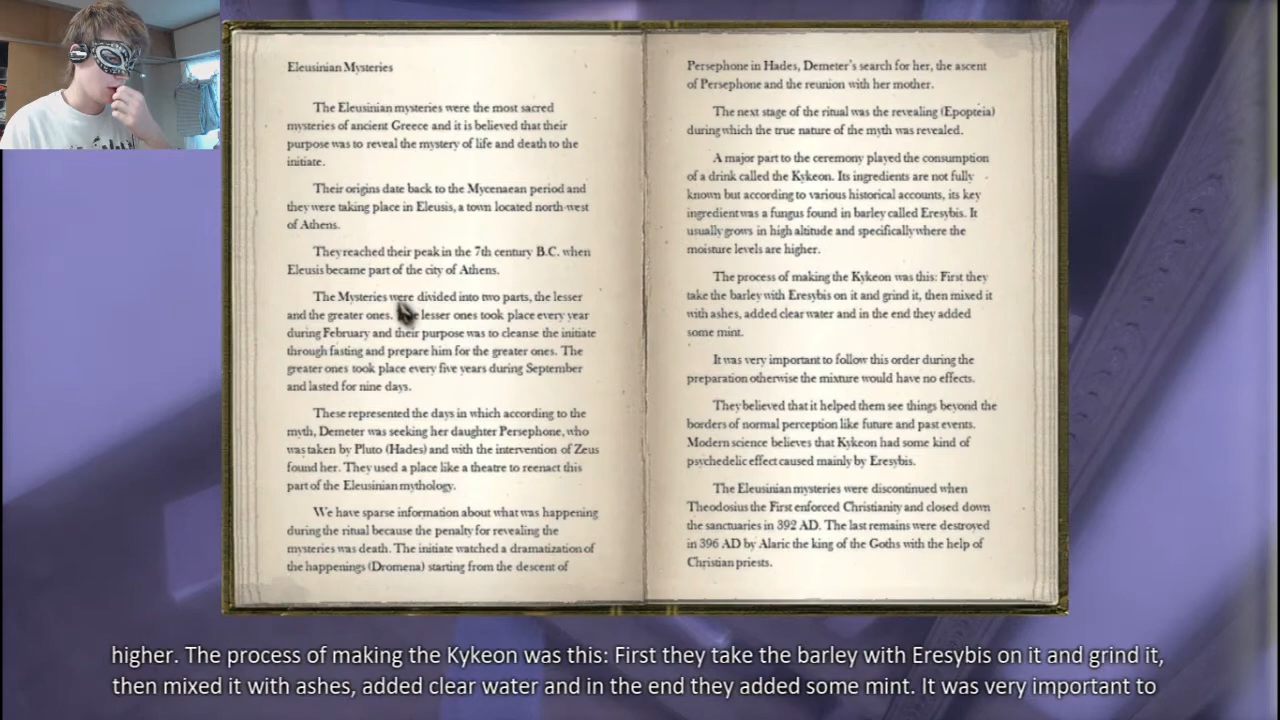 Eleusinian Mysteries
The Eleusinian mysteries were the most sacred
mysteries of ancient Greece and it is believed that their
purpose was to reveal the mystery of life and death to the
initiate.
Their origins date back to the Mycenaean period and
they were taking place in Eleusis, a town located north-west
of Athens.
They reached their peak in the 7th century B.C. when
Eleusis became part of the city of Athens.
The Mysteries were divided into two parts, the lesser
and the greater ones. lesser ones took place every year
during February and their purpose was to cleanse the initiate
through fasting and prepare him for the greater ones. The
greater ones took place every five years during September
and lasted for nine days.
These represented the days in which according to the
myth, Demeter was seeking her daughter Persephone, who
was taken by Pluto (Hades) and with the intervention of Zeus
found her. They used a place like a theatre to reenact this
part of the Eleusinian mythology.
We have sparse information about what was happening
during the ritual because the penalty for revealing the
mysteries was death. The initiate watched a dramatization of
the happenings (Dromena) starting from the descent of
Persephone in Hades, Demeter's search for her, the ascent
of Persephone and the reunion with her mother.
The next stage of the ritual was the revealing (Epopteia)
during which the true nature of the myth was revealed.
A major part to the ceremony played the consumption
of a drink called the Kykeon. Its ingredients are not fully
known but according to various historical accounts, its key
ingredient was a fungus found in barley called Eresybis. It
usually grows in high altitude and specifically where the
moisture levels are higher.
The process of making the Kykeon was this: First they
take the barley with Eresybis on it and grind it, then mixed it
with ashes, added clear water and in the end they added
some mint.
It was very important to follow this order during the
preparation otherwise the mixture would have no effects.
They believed that it helped them see things beyond the
borders of normal perception like future and past events.
Modern science believes that Kykeon had some kind of
psychedelic effect caused mainly by Eresybis.
The Eleusinian mysteries were discontinued when
Theodosius the First enforced Christianity and closed down
the sanctuaries in 392 AD. The last remains were destroyed
in 396 AD by Alaric the king of the Goths with the help of
Christian priests.
higher. The process of making the Kykeon was this: First they take the barley with Eresybis on it and grind it,
then mixed it with ashes, added clear water and in the end they added some mint. It was very important to